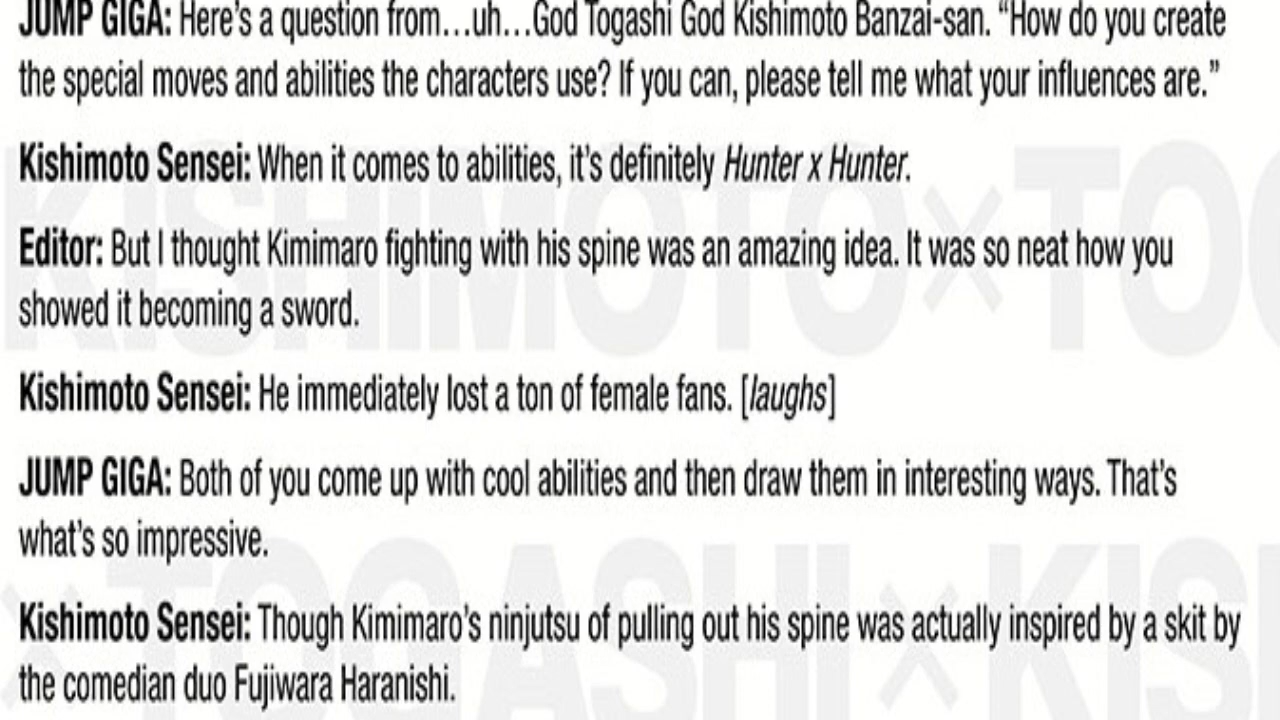 JUMP GIGA: Here's a question from…uh…God Togashi God Kishimoto Banzai-san. “How do you create
the special moves and abilities the characters use? If you can, please tell me what your influences are.”
Kishimoto Sensei: When it comes to abilities, it's definitely Hunter x Hunter.
Editor: But I thought Kimimaro fighting with his spine was an amazing idea. It was so neat how you
showed it becoming a sword.
Kishimoto Sensei: He immediately lost a ton of female fans. [laughs]
JUMP GIGA: Both of you come up with cool abilities and then draw them in interesting ways. That's
what's so impressive.
Kishimoto Sensei: Though Kimimaro's ninjutsu of pulling out his spine was actually inspired by a skit by
the comedian duo Fujiwara Haranishi.
KISHIMOTO×TOG
×TOGASHI×KISI